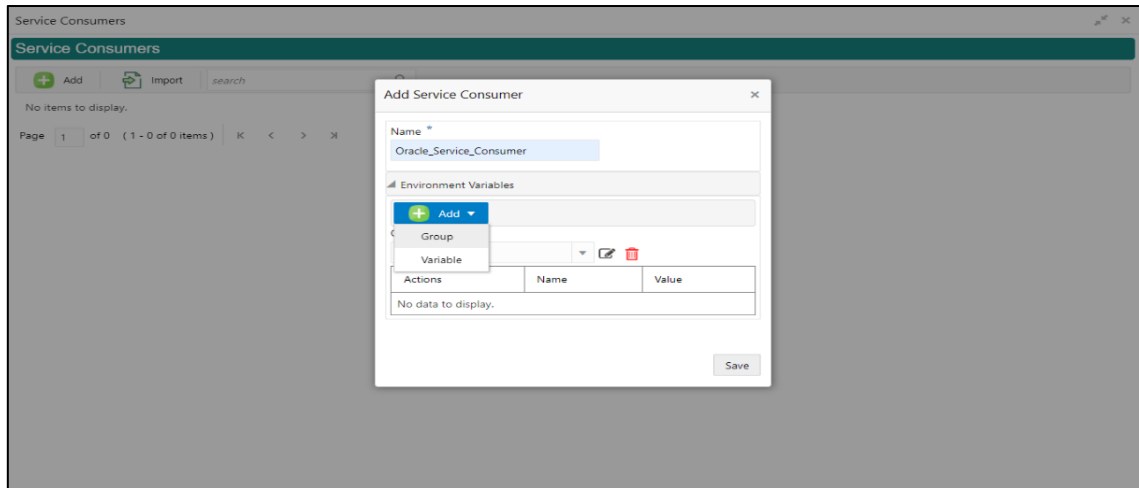 Service Consumers
Service Consumers
Add Import search
No items to display.
Page 1 of 0 (1 - 0 of 0 items) K < > >|
Add Service Consumer
Name *
Oracle_Service_Consumer
Environment Variables
Add
Group
Variable
Actions Name Value
No data to display.
Save